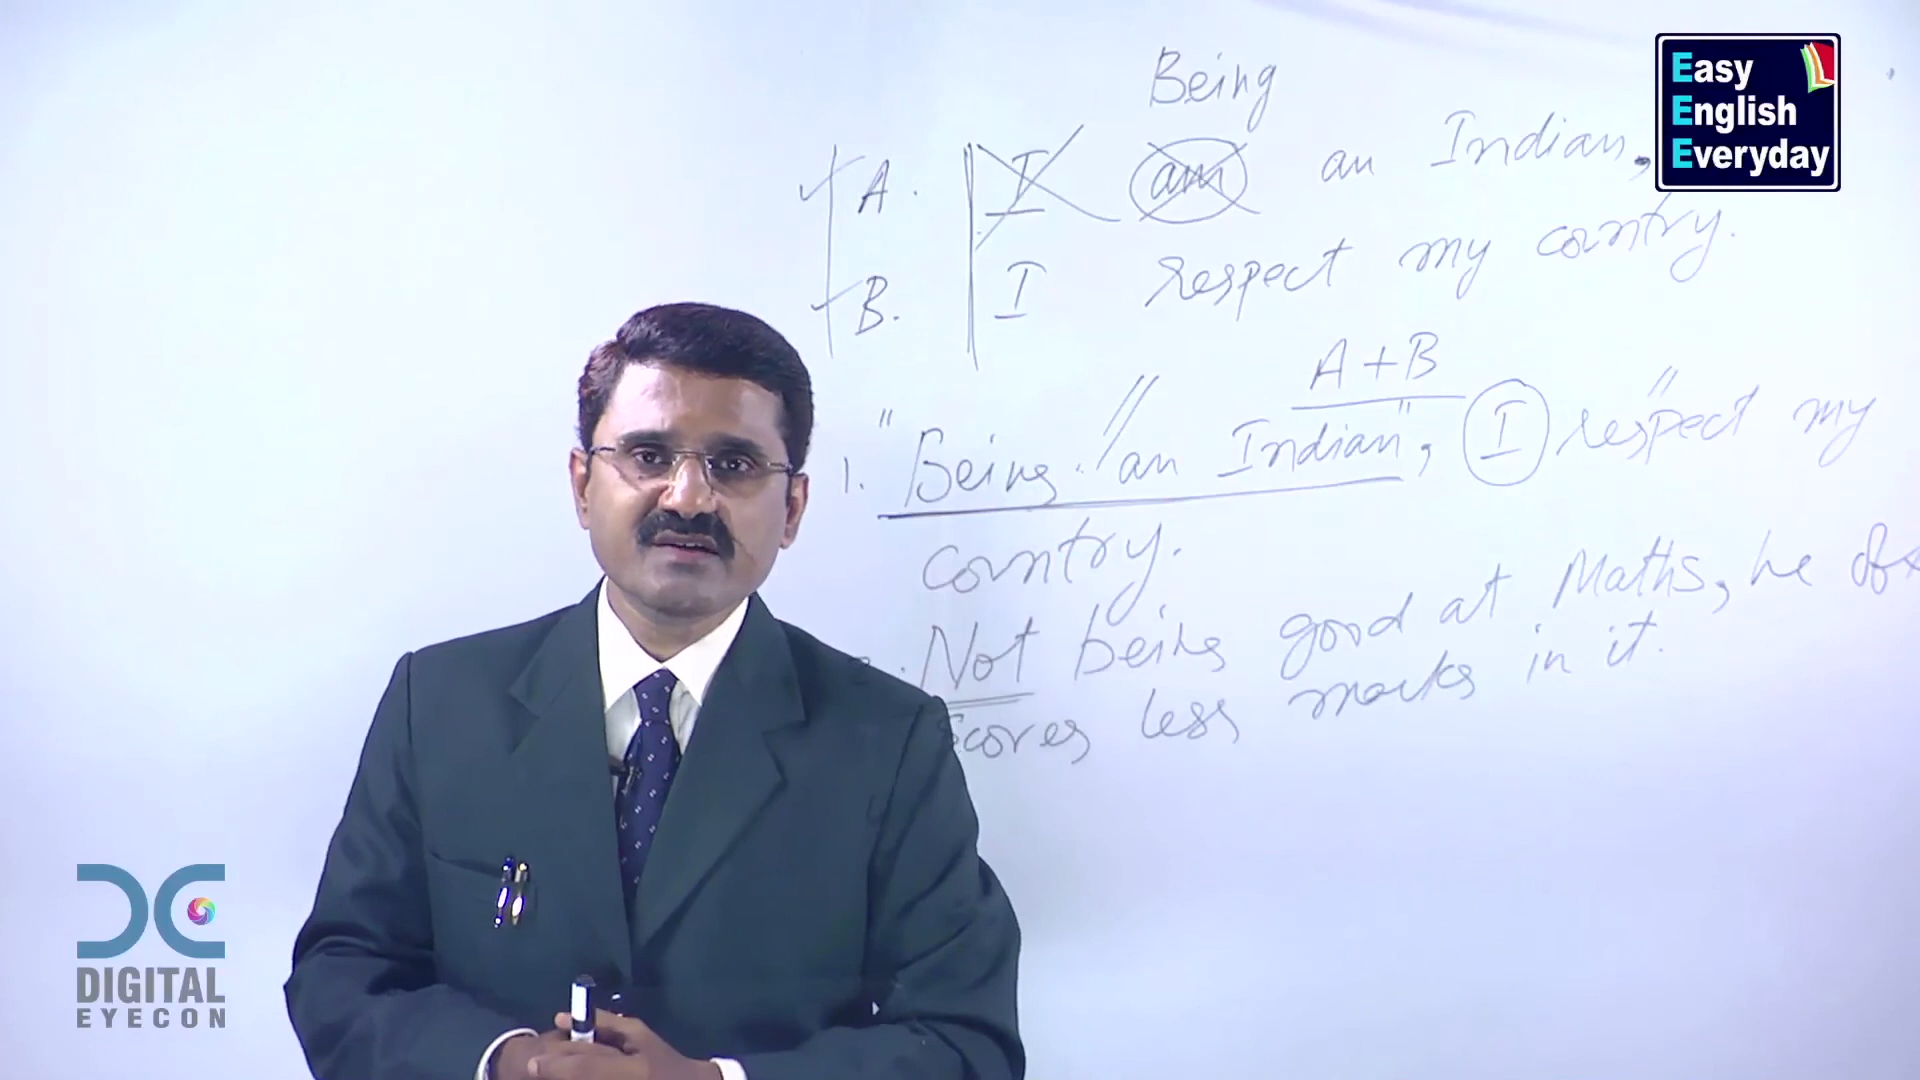 Being
A. I am an Indian,
B. I respect my country.
A + B
1. "Being" an Indian", I respect my
country.
Not being good at Maths, he
Scores less marks in it.
Easy
English
Everyday
DC
DIGITAL
EYECON